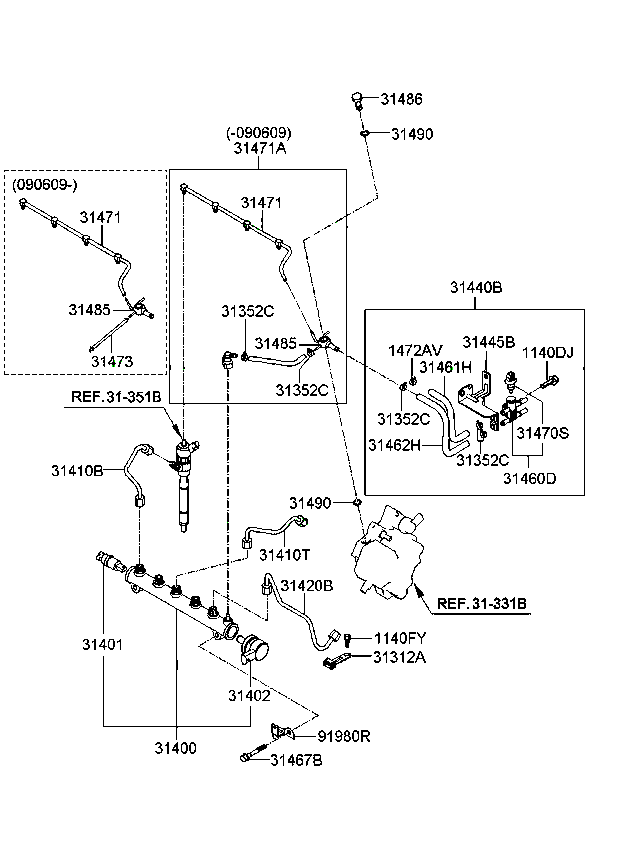 31486
31490
(-090609)
31471A
(090609-)
31471
31471
31440B
31485
31352C
31485
31473
31352C
1472AV
31461H
31445B
1140DJ
REF. 31-351B
31352C
31462H
31470S
31352C
31460D
31410B
31490
31410T
31420B
REF. 31-331B
31401
1140FY
31312A
31402
31400
91980R
31467B